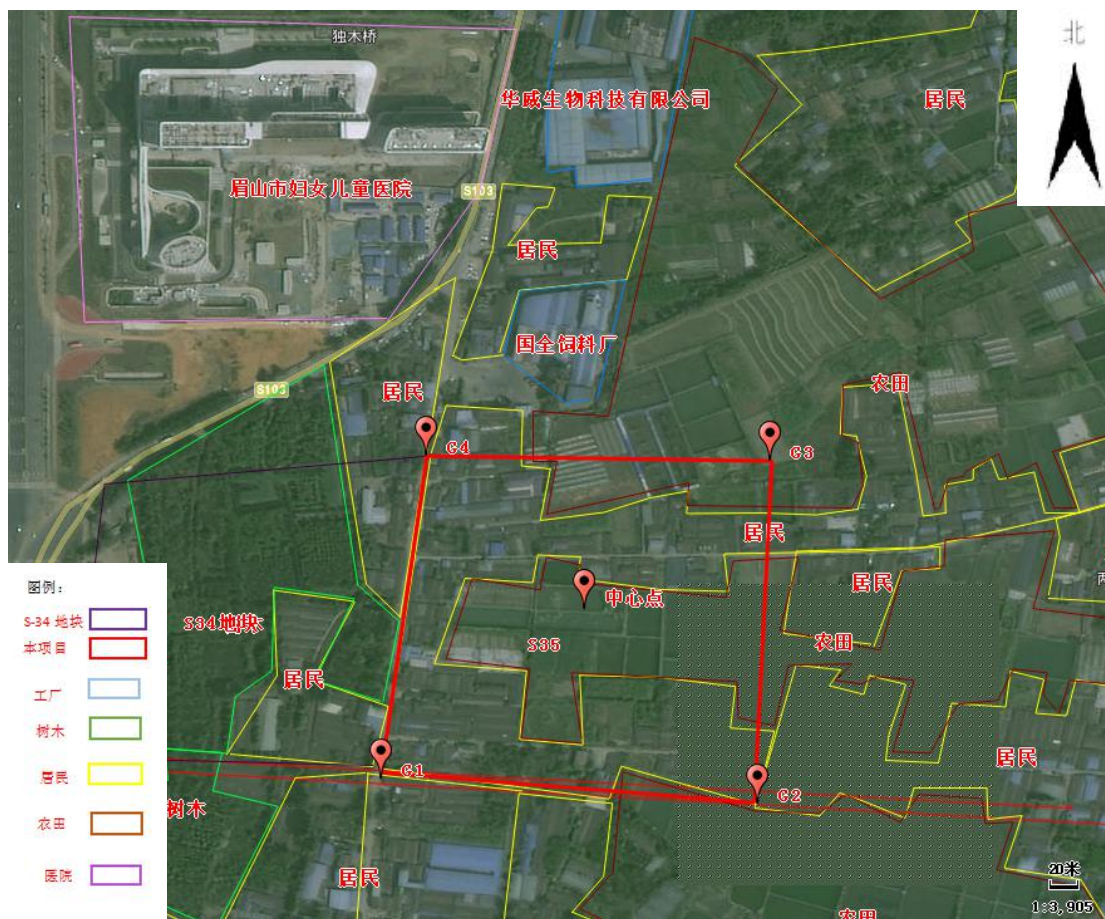 独木桥
北
华威生物科技有限公司
居民
眉山市妇女儿童医院
S103
居民
国全饲料厂
S103
居民
农田
G4
G3
居民
居民
中心点
S34地块
S35
农田
居民
居民
G1
G2
树木
居民
农田
图例：
S-34 地块
本项目
工厂
树木
居民
农田
医院
20米
1:3,905